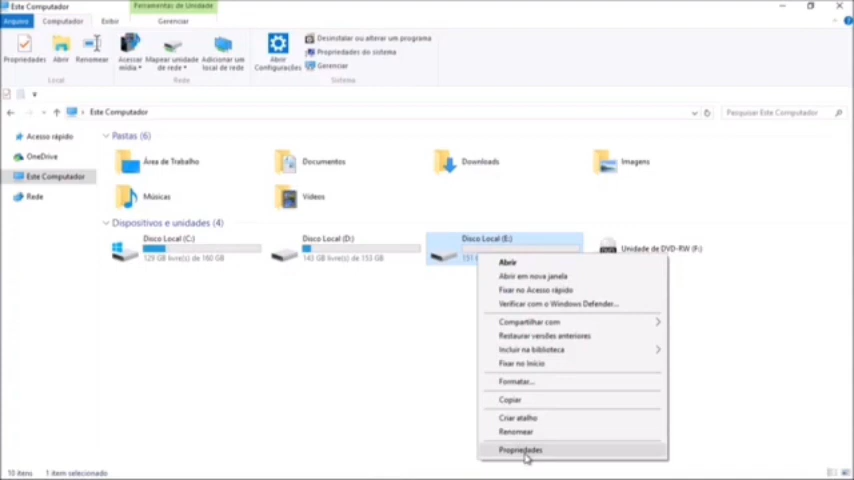 Este Computador
Ferramentas de Unidade
Arquivo
Computador
Exibir
Gerenciar
Propriedades
Abrir
Renomear
Acessar mídia
Mapear unidade de rede
Adicionar um local de rede
Abrir Configurações
Desinstalar ou alterar um programa
Propriedades do sistema
Gerenciar
Local
Rede
Sistema
Este Computador
Pesquisar Este Computador
Acesso rápido
OneDrive
Este Computador
Rede
Pastas (6)
Área de Trabalho
Documentos
Downloads
Imagens
Músicas
Vídeos
Dispositivos e unidades (4)
Disco Local (C:)
129 GB livre(s) de 160 GB
Disco Local (D:)
143 GB livre(s) de 153 GB
Disco Local (E:)
151
Unidade de DVD-RW (F:)
Abrir
Abrir em nova janela
Fixar no Acesso rápido
Verificar com o Windows Defender...
Compartilhar com
Restaurar versões anteriores
Incluir na biblioteca
Fixar no Início
Formatar...
Copiar
Criar atalho
Renomear
Propriedades
10 itens
1 item selecionado